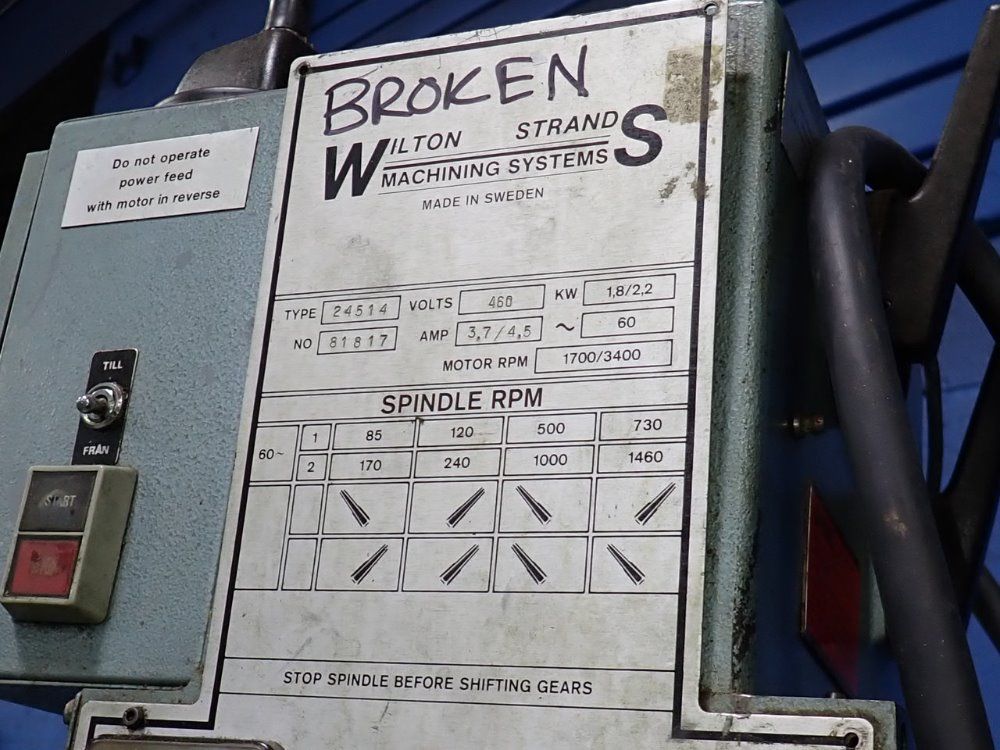 BROKEN
WILTON STRANDS
MACHINING SYSTEMS
MADE IN SWEDEN
Do not operate
power feed
with motor in reverse
TYPE 24514 VOLTS 460 KW 1,8/2,2
NO 81817 AMP 3,7/4,5 ~ 60
MOTOR RPM 1700/3400
SPINDLE RPM
60~ 1 85 120 500 730
2 170 240 1000 1460
TILL
FRÅN
START
STOP SPINDLE BEFORE SHIFTING GEARS